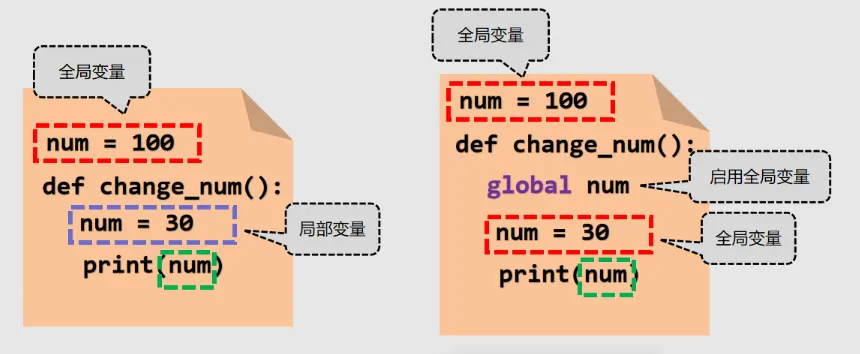 全局变量
num = 100
def change_num():
num = 30
局部变量
print(num)
全局变量
num = 100
def change_num():
global num
启用全局变量
num = 30
全局变量
print(num)